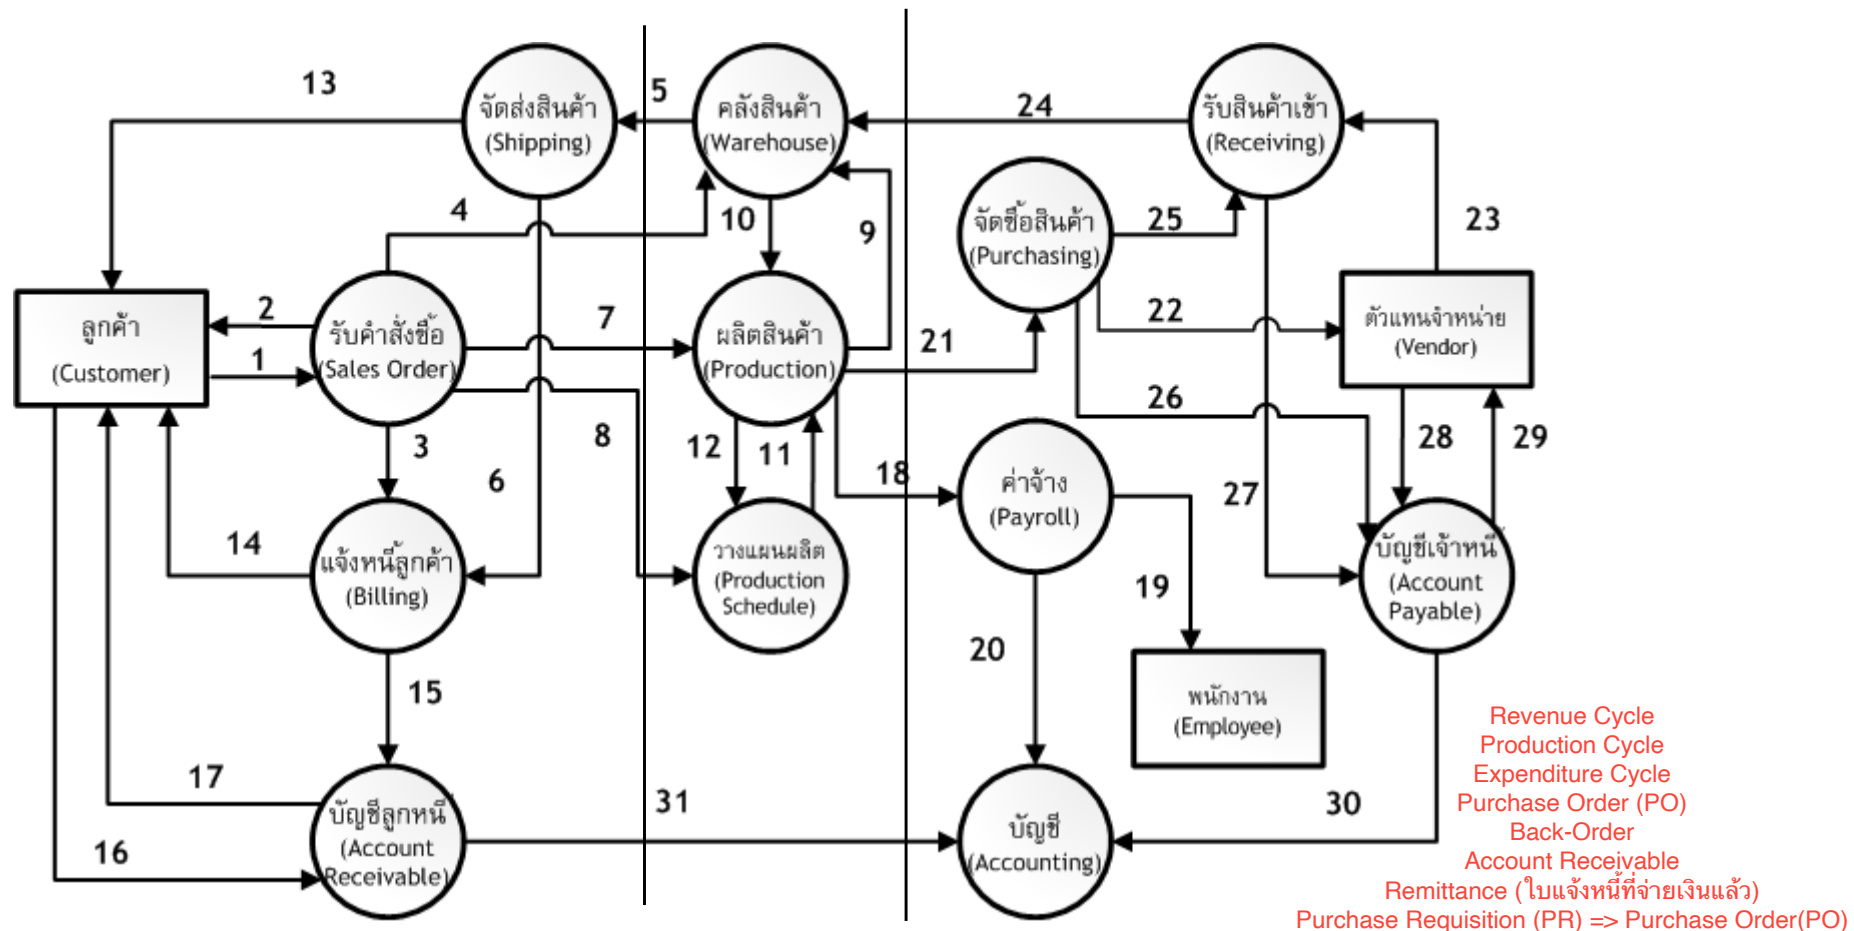 13
จัดส่งสินค้า
(Shipping)
5
คลังสินค้า
(Warehouse)
24
รับสินค้าเข้า
(Receiving)
4
10
9
จัดซื้อสินค้า
(Purchasing)
25
23
ลูกค้า
(Customer)
2
1
รับคำสั่งซื้อ
(Sales Order)
7
ผลิตสินค้า
(Production)
21
22
ตัวแทนจำหน่าย
(Vendor)
26
3
6
8
12
11
18
ค่าจ้าง
(Payroll)
27
28
29
14
แจ้งหนี้ลูกค้า
(Billing)
วางแผนผลิต
(Production
Schedule)
19
บัญชีเจ้าหนี้
(Account
Payable)
15
20
พนักงาน
(Employee)
17
16
บัญชีลูกหนี้
(Account
Receivable)
31
บัญชี
(Accounting)
30
Revenue Cycle
Production Cycle
Expenditure Cycle
Purchase Order (PO)
Back-Order
Account Receivable
Remittance (ใบแจ้งหนี้ที่จ่ายเงินแล้ว)
Purchase Requisition (PR) => Purchase Order(PO)